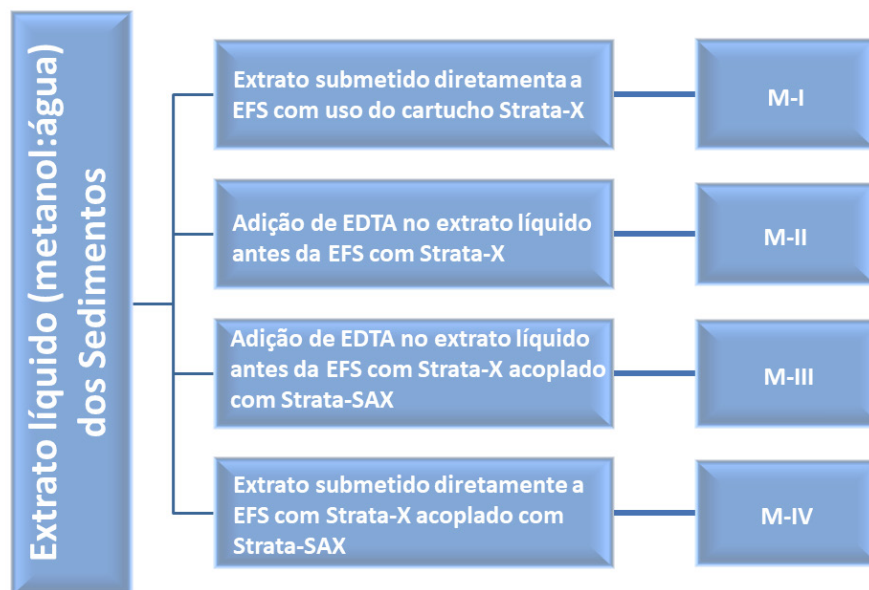 Extrato líquido (metanol:água)
dos Sedimentos
Extrato submetido diretamenta a
EFS com uso do cartucho Strata-X
M-I
Adição de EDTA no extrato líquido
antes da EFS com Strata-X
M-II
Adição de EDTA no extrato líquido
antes da EFS com Strata-X acoplado
com Strata-SAX
M-III
Extrato submetido diretamente a
EFS com Strata-X acoplado com
Strata-SAX
M-IV